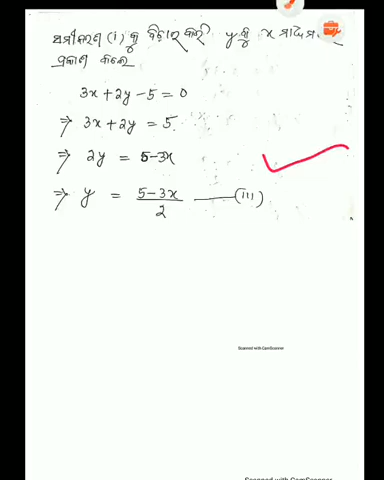 ସମୀକରଣ (i) କୁ ବିଚାର କରି y କୁ x
ପ୍ରକାଶ କଲେ
3x + 2y - 5 = 0
⇒ 3x + 2y = 5.
⇒ 2y = 5-3x
⇒ y = \frac{5-3x}{2} —(iii)
Scanned with CamScanner
Scanned with CamScanner